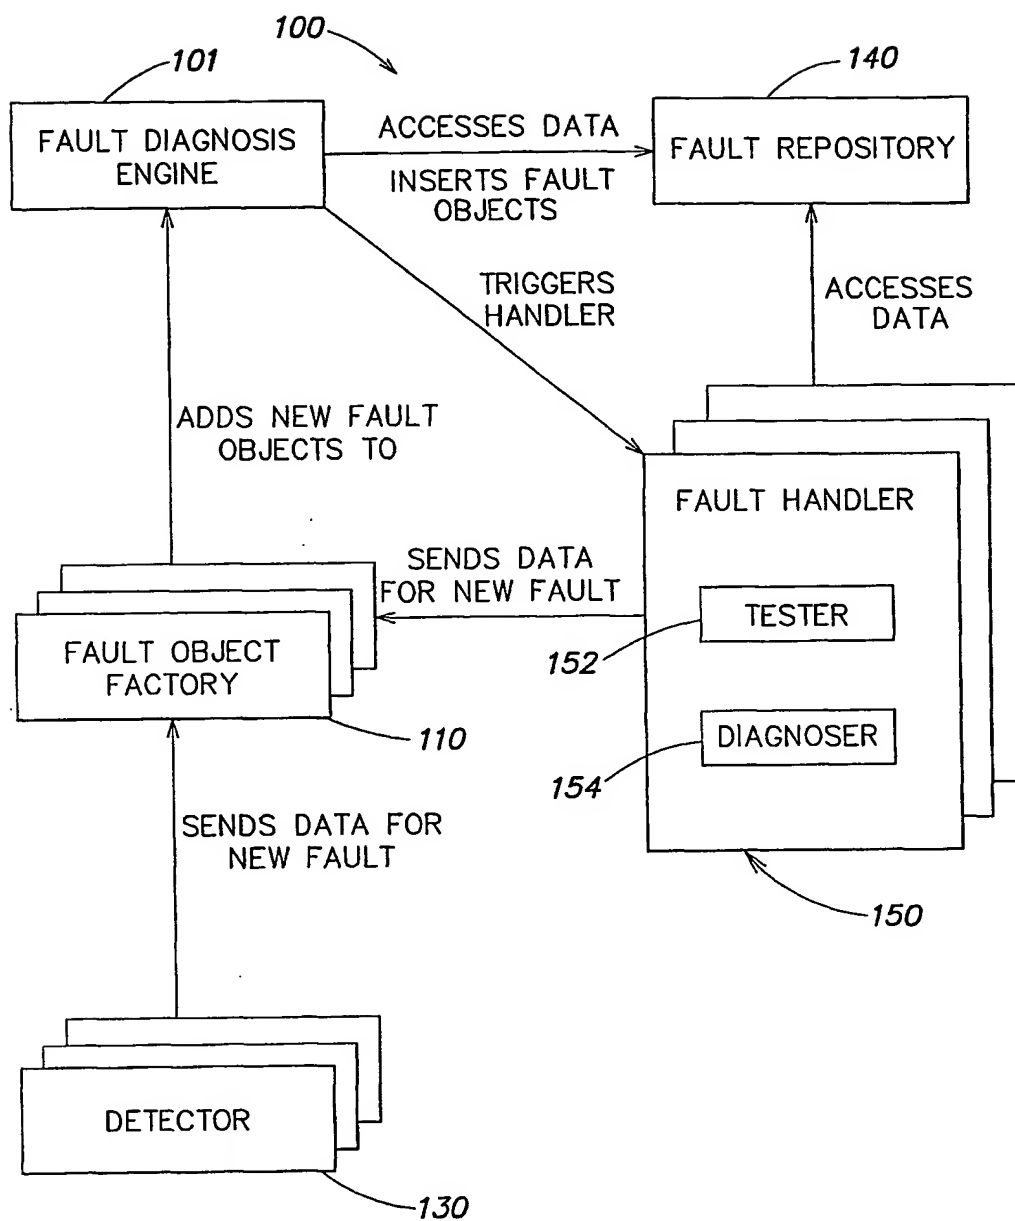 100
101
140
FAULT DIAGNOSIS
ENGINE
ACCESSES DATA
INSERTS FAULT
OBJECTS
FAULT REPOSITORY
TRIGGERS
HANDLER
ACCESSES
DATA
ADDS NEW FAULT
OBJECTS TO
FAULT HANDLER
SENDS DATA
FOR NEW FAULT
TESTER
152
FAULT OBJECT
FACTORY
110
DIAGNOSER
154
SENDS DATA FOR
NEW FAULT
150
DETECTOR
130